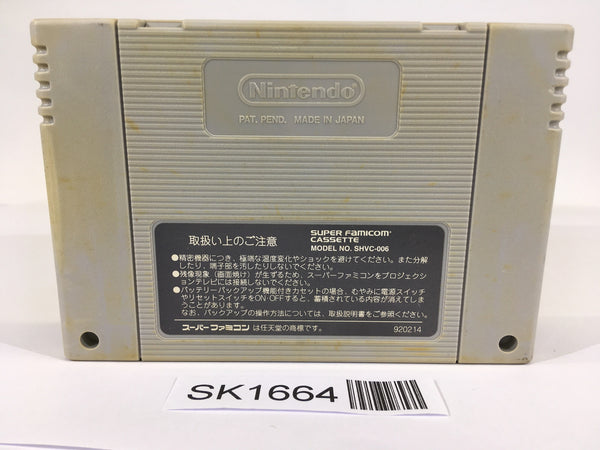 Nintendo
PAT. PEND. MADE IN JAPAN
取扱い上のご注意
SUPER FAMICOM
CASSETTE
MODEL NO. SHVC-006
●精密機器につき、極端な温度変化やショックを避けてください。また分解
したり、端子部を汚したりしないでください。
●残像現象（画面焼け）が生ずるため、スーパーファミコンをプロジェクシ
ョンテレビに接続しないでください。
●バッテリーバックアップ機能付きカセットの場合、むやみに電源スイッチ
やリセットスイッチをON・OFFすると、蓄積されている内容が消えてしま
うことがあります。
なお、バックアップの操作方法については、取扱説明書をご参照ください。
スーパーファミコン は任天堂の商標です。
920214
SK1664